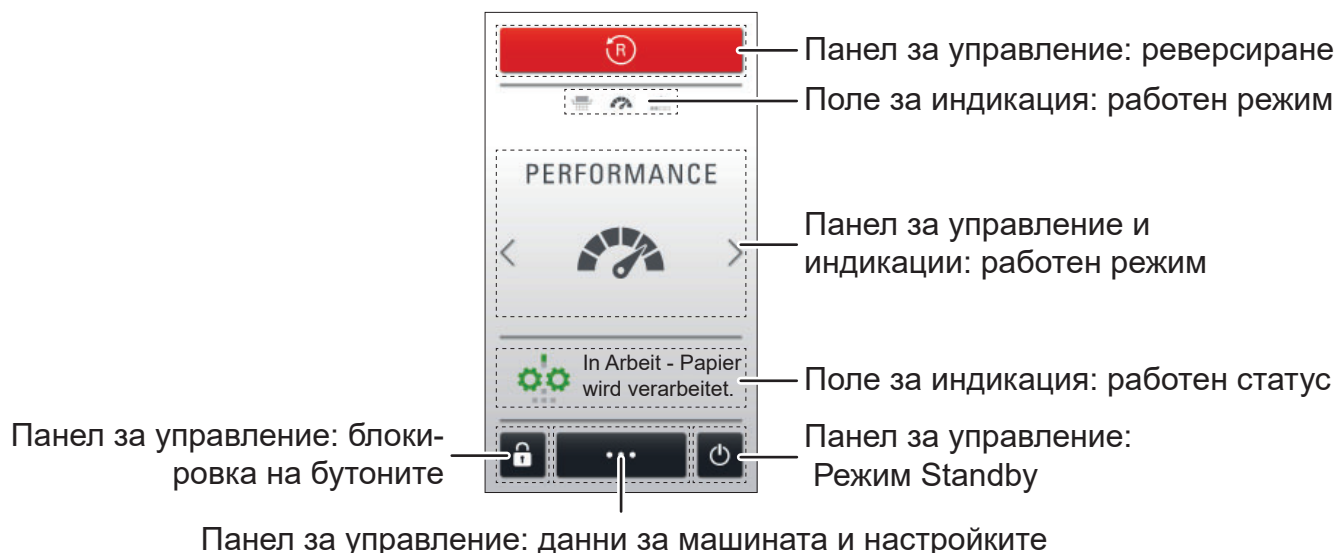 R
Панел за управление: реверсиране
Поле за индикация: работен режим
PERFORMANCE
Панел за управление и
индикации: работен режим
In Arbeit - Papier
wird verarbeitet.
Поле за индикация: работен статус
Панел за управление: блоки-
ровка на бутоните
Панел за управление:
Режим Standby
Панел за управление: данни за машината и настройките